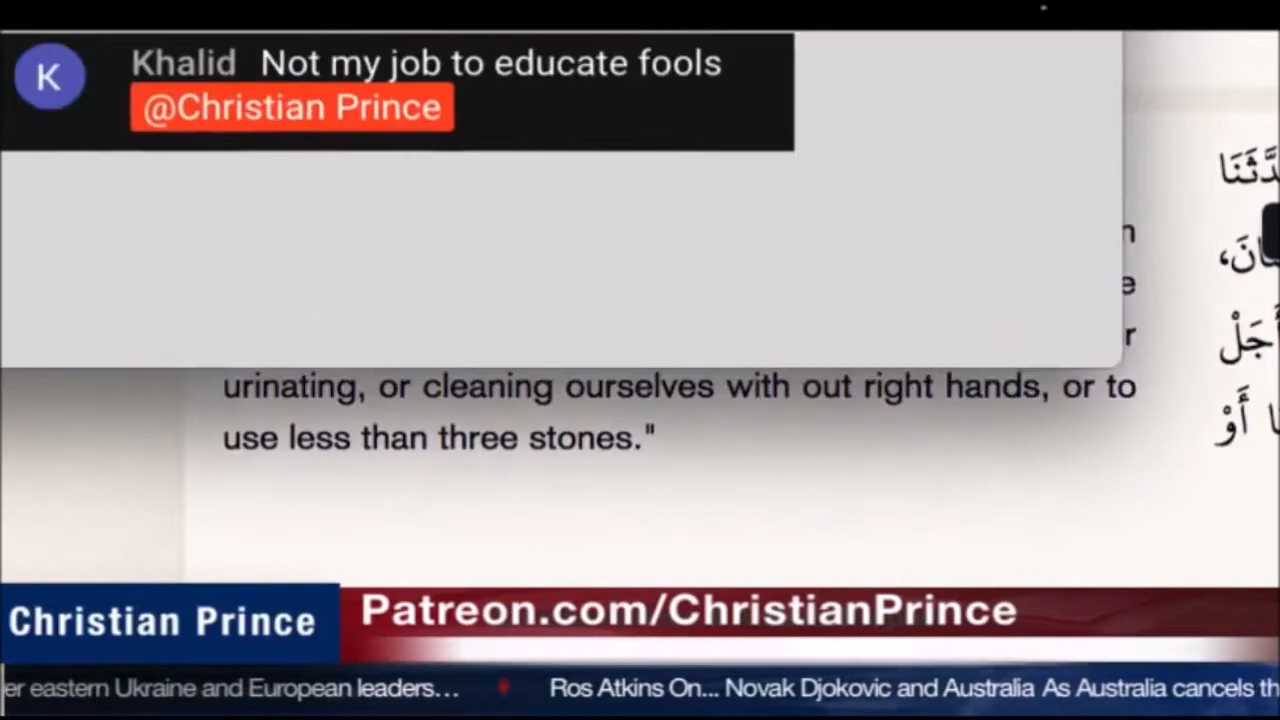 Khalid Not my job to educate fools
@Christian Prince
K
دَّثَنَا
n
e
أَجَلْ
r
urinating, or cleaning ourselves with out right hands, or to
أَوْ
use less than three stones."
Christian Prince
Patreon.com/ChristianPrince
er eastern Ukraine and European leaders... Ros Atkins On... Novak Djokovic and Australia As Australia cancels th